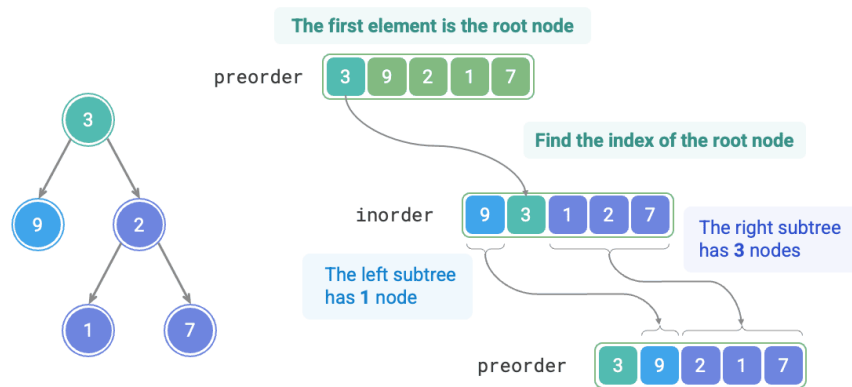 The first element is the root node
preorder 3 9 2 1 7
3
Find the index of the root node
9 2
inorder 9 3 1 2 7
The right subtree
has 3 nodes
The left subtree
has 1 node
1 7
preorder 3 9 2 1 7